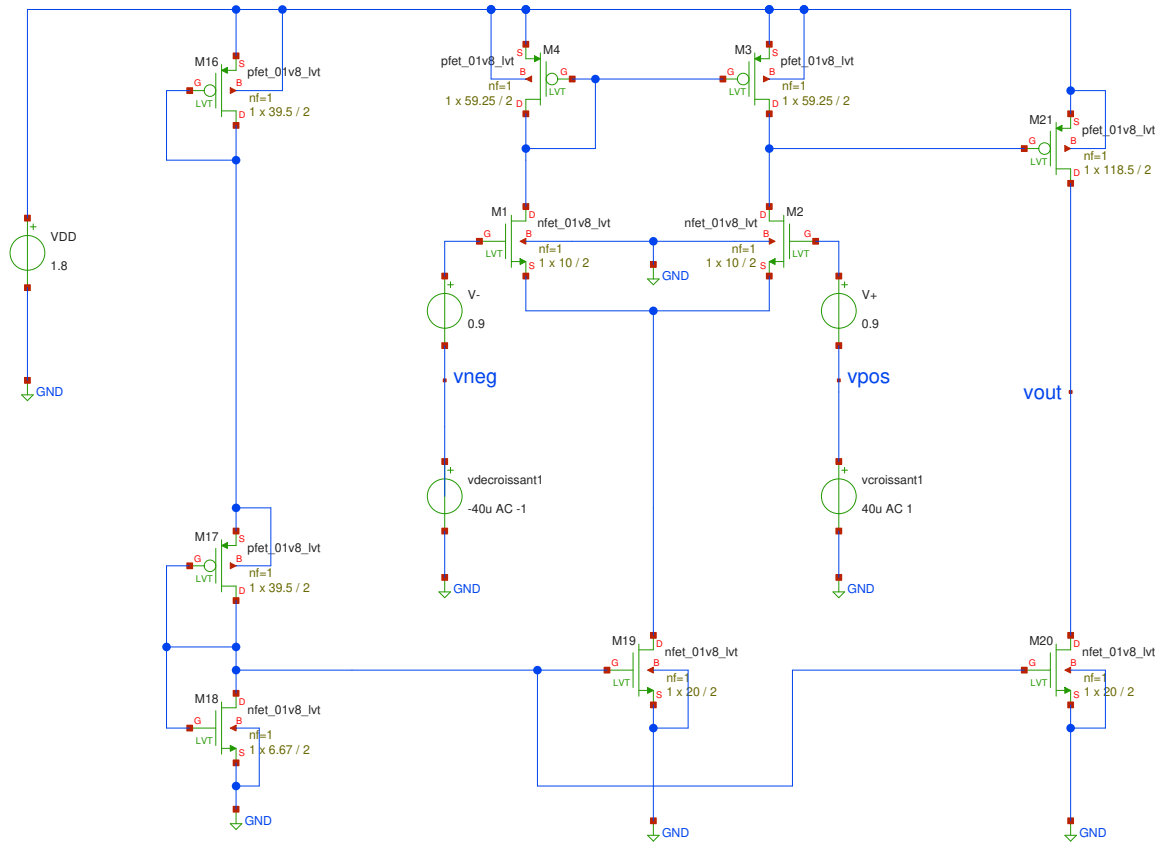 M16
pfet_01v8_lvt
S
G
B
D
LVT
nf=1
1 x 39.5 / 2
M4
pfet_01v8_lvt
S
B
G
D
LVT
nf=1
1 x 59.25 / 2
M3
pfet_01v8_lvt
S
G
B
D
LVT
nf=1
1 x 59.25 / 2
M21
pfet_01v8_lvt
S
G
B
D
LVT
nf=1
1 x 118.5 / 2
+
VDD
1.8
GND
M1
nfet_01v8_lvt
D
G
B
S
LVT
nf=1
1 x 10 / 2
M2
nfet_01v8_lvt
D
B
G
S
LVT
nf=1
1 x 10 / 2
GND
+
V-
0.9
+
V+
0.9
vneg
vpos
vout
+
vdecroissant1
-40u AC -1
GND
+
vcroissant1
40u AC 1
GND
M17
pfet_01v8_lvt
S
G
B
D
LVT
nf=1
1 x 39.5 / 2
M18
nfet_01v8_lvt
D
G
B
S
LVT
nf=1
1 x 6.67 / 2
GND
M19
nfet_01v8_lvt
D
G
B
S
LVT
nf=1
1 x 20 / 2
GND
M20
nfet_01v8_lvt
D
G
B
S
LVT
nf=1
1 x 20 / 2
GND